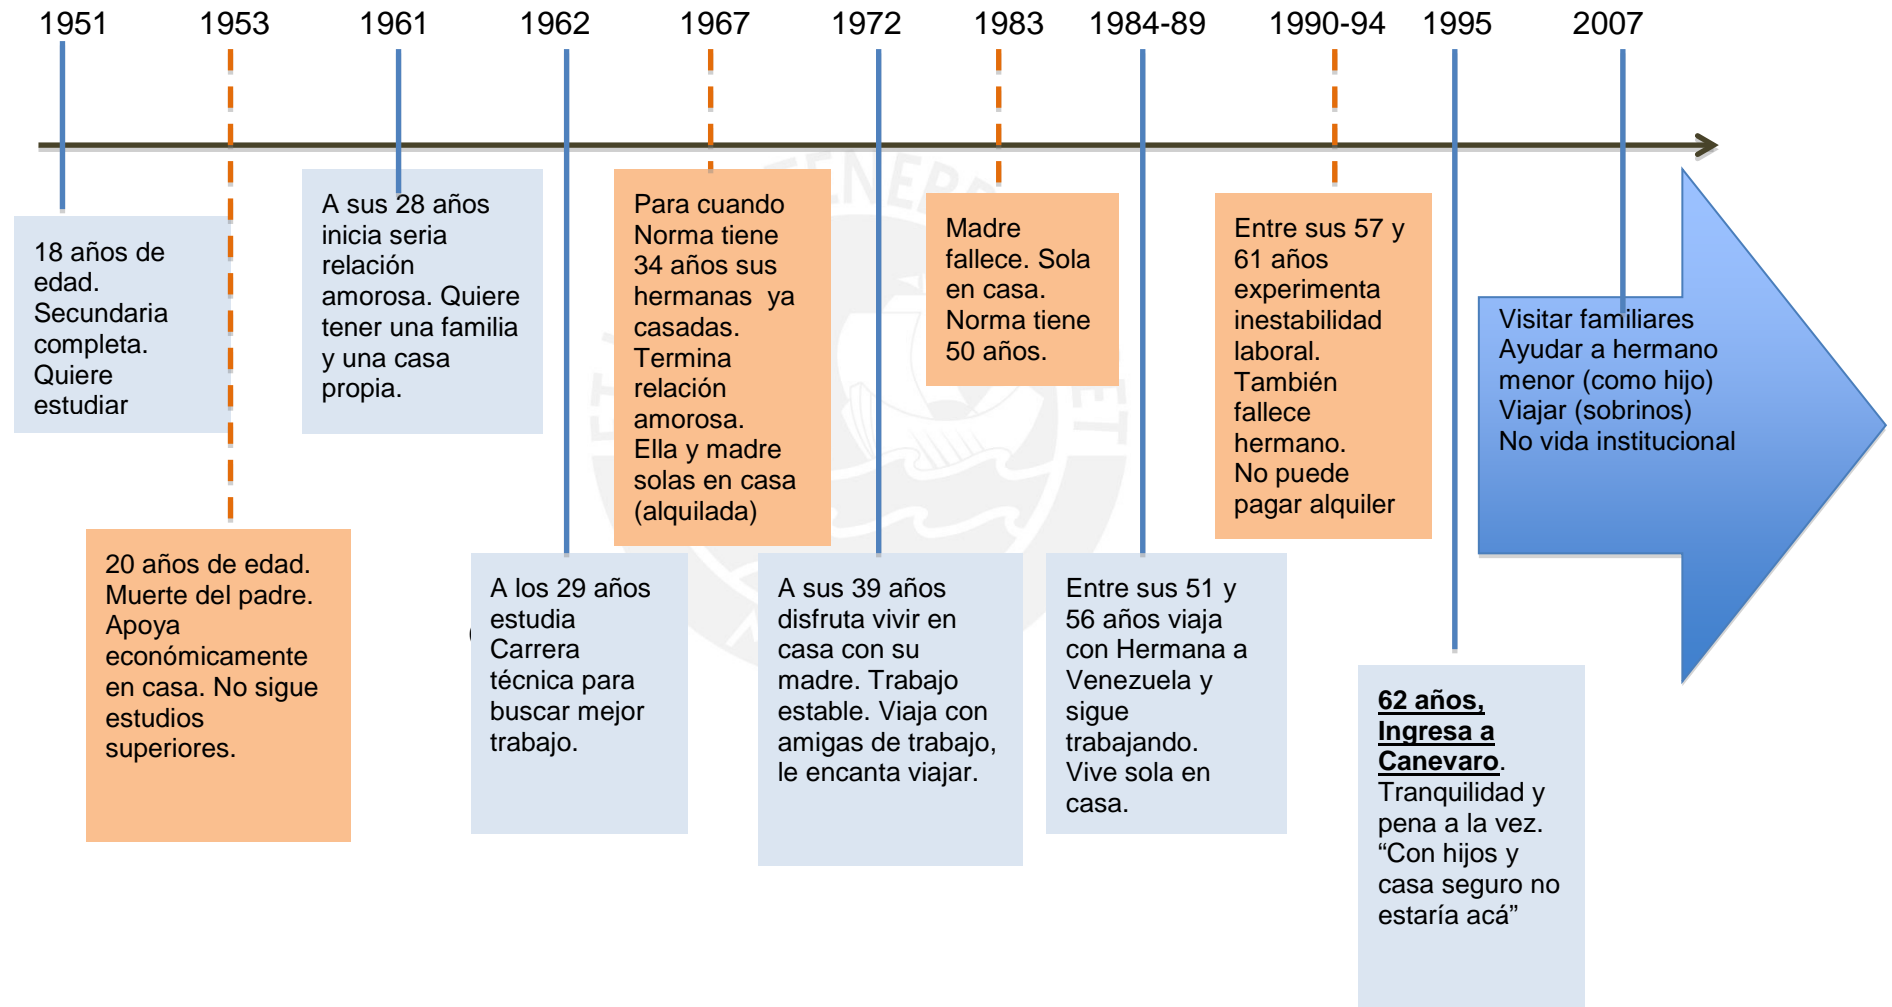 1951 1953 1961 1962 1967 1972 1983 1984-89 1990-94 1995 2007
18 años de
edad.
Secundaria
completa.
Quiere
estudiar
20 años de edad.
Muerte del padre.
Apoya
económicamente
en casa. No sigue
estudios
superiores.
A sus 28 años
inicia seria
relación
amorosa. Quiere
tener una familia
y una casa
propia.
A los 29 años
estudia
Carrera
técnica para
buscar mejor
trabajo.
Para cuando
Norma tiene
34 años sus
hermanas ya
casadas.
Termina
relación
amorosa.
Ella y madre
solas en casa
(alquilada)
A sus 39 años
disfruta vivir en
casa con su
madre. Trabajo
estable. Viaja con
amigas de trabajo,
le encanta viajar.
Madre
fallece. Sola
en casa.
Norma tiene
50 años.
Entre sus 51 y
56 años viaja
con Hermana a
Venezuela y
sigue
trabajando.
Vive sola en
casa.
Entre sus 57 y
61 años
experimenta
inestabilidad
laboral.
También
fallece
hermano.
No puede
pagar alquiler
62 años,
Ingresa a
Canevaro.
Tranquilidad y
pena a la vez.
“Con hijos y
casa seguro no
estaría acá”
Visitar familiares
Ayudar a hermano
menor (como hijo)
Viajar (sobrinos)
No vida institucional